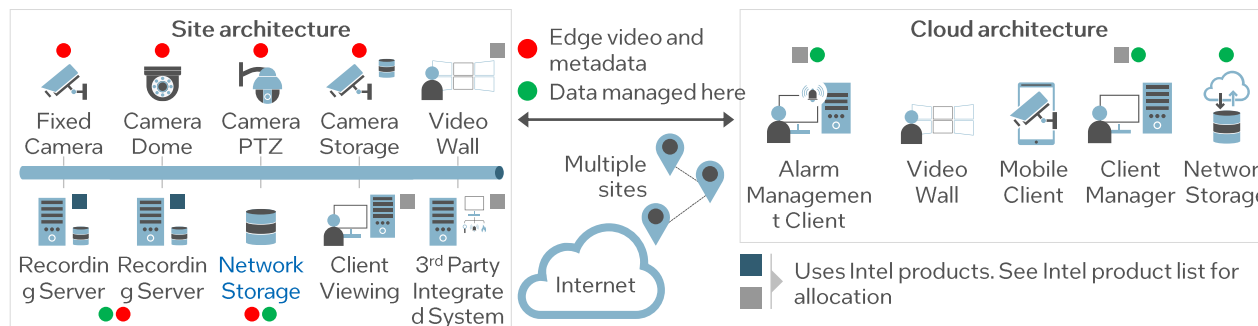 Site architecture
Fixed
Camera
Camera
Dome
Camera
PTZ
Camera
Storage
Video
Wall
Recordin
g Server
Recordin
g Server
Network
Storage
Client
Viewing
3rd Party
Integrate
d System
Edge video and
metadata
Data managed here
Multiple
sites
Internet
Cloud architecture
Alarm
Managemen
t Client
Video
Wall
Mobile
Client
Client
Manager
Network
Storage
Uses Intel products. See Intel product list for
allocation